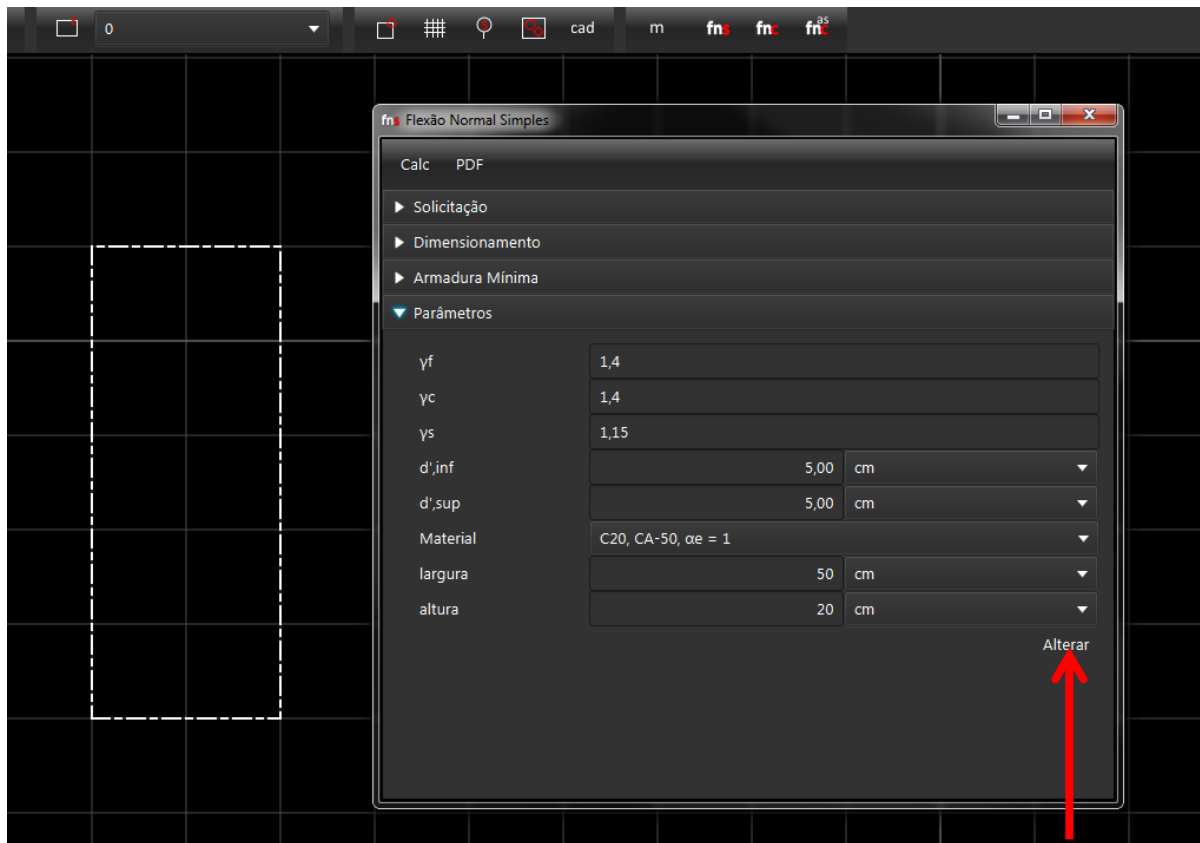 0 cad m fns fnc fnc as
fns Flexão Normal Simples
Calc PDF
Solicitação
Dimensionamento
Armadura Mínima
Parâmetros
γf 1,4
γc 1,4
γs 1,15
d',inf 5,00 cm
d',sup 5,00 cm
Material C20, CA-50, αe = 1
largura 50 cm
altura 20 cm
Alterar